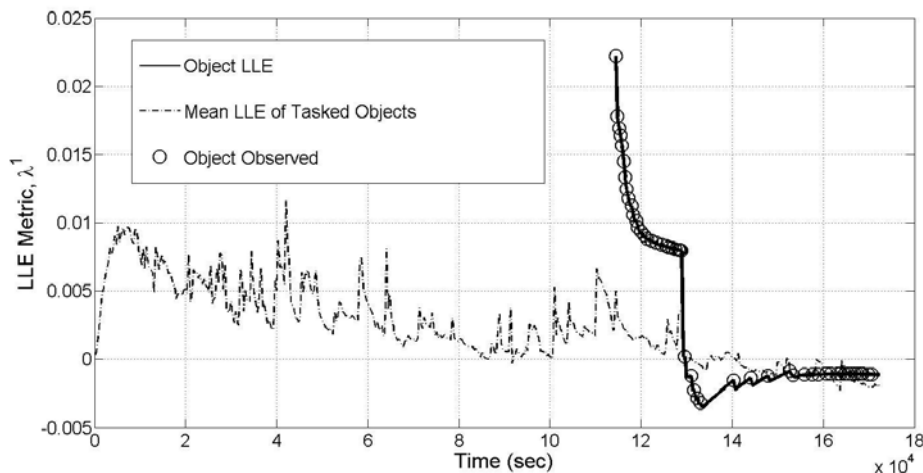 0.025
0.02
0.015
0.01
0.005
0
-0.005
LLE Metric, λ¹
Object LLE
Mean LLE of Tasked Objects
Object Observed
0 2 4 6 8 10 12 14 16 18
Time (sec)
x 10⁴